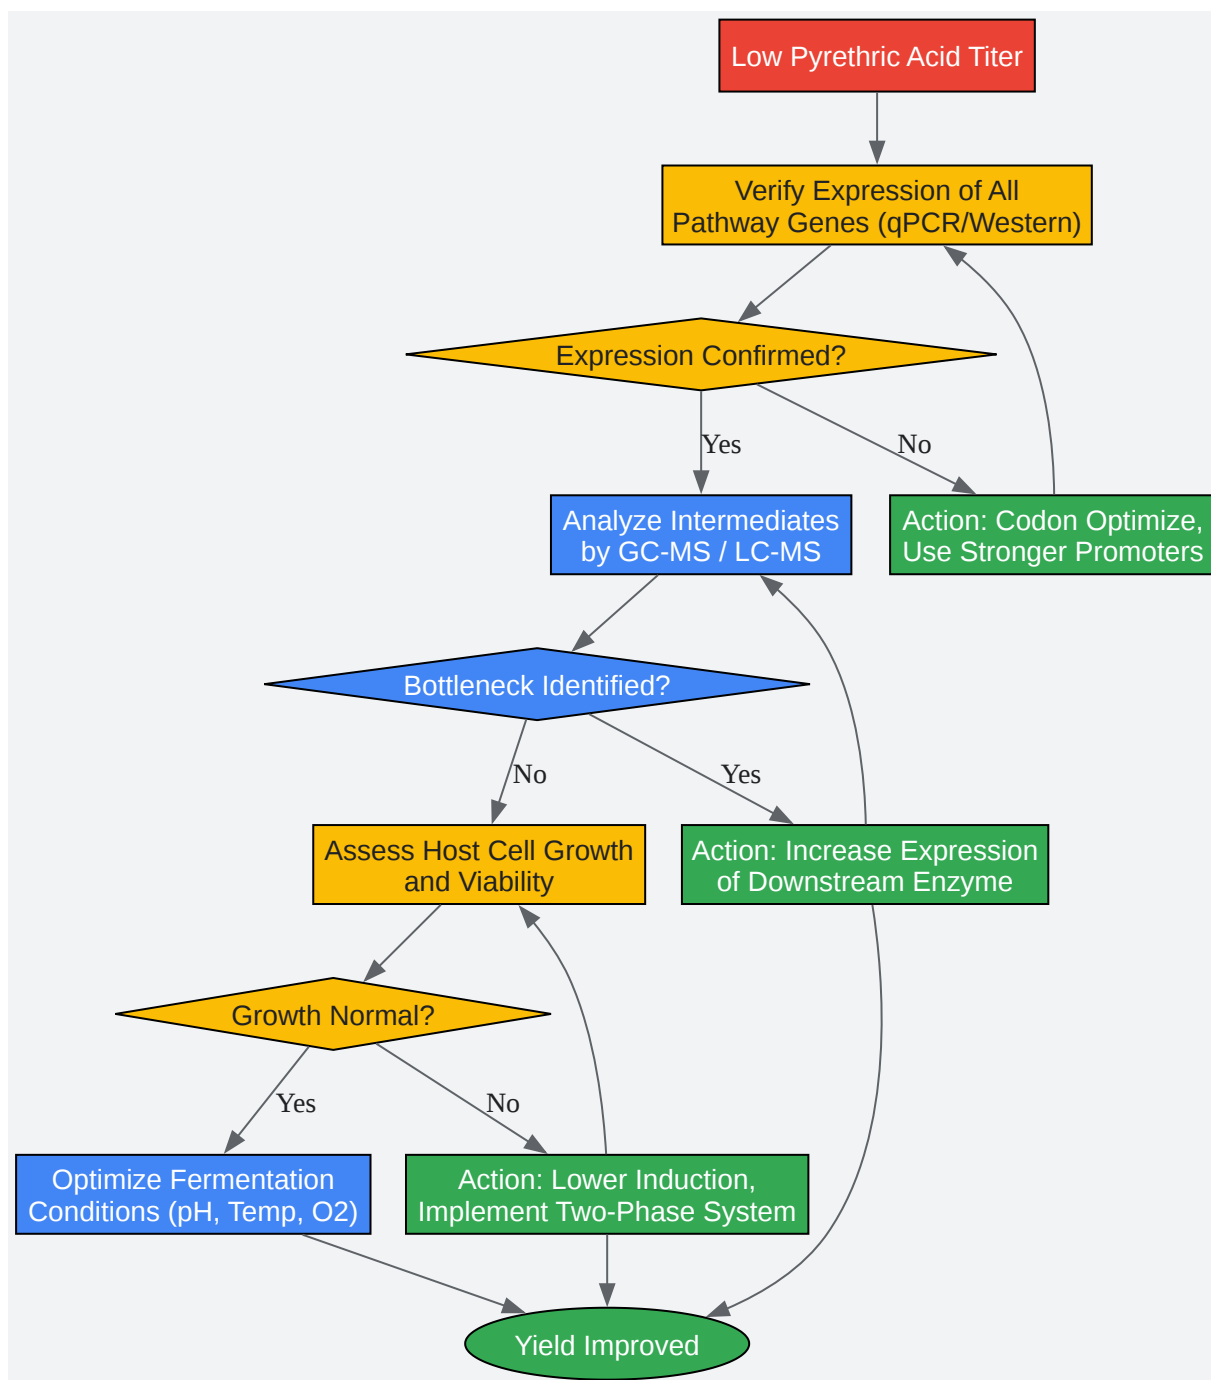 Low Pyrethric Acid Titer
Verify Expression of All
Pathway Genes (qPCR/Western)
Expression Confirmed?
Yes
No
Analyze Intermediates
by GC-MS / LC-MS
Action: Codon Optimize,
Use Stronger Promoters
Bottleneck Identified?
No
Yes
Assess Host Cell Growth
and Viability
Action: Increase Expression
of Downstream Enzyme
Growth Normal?
Yes
No
Optimize Fermentation
Conditions (pH, Temp, O2)
Action: Lower Induction,
Implement Two-Phase System
Yield Improved